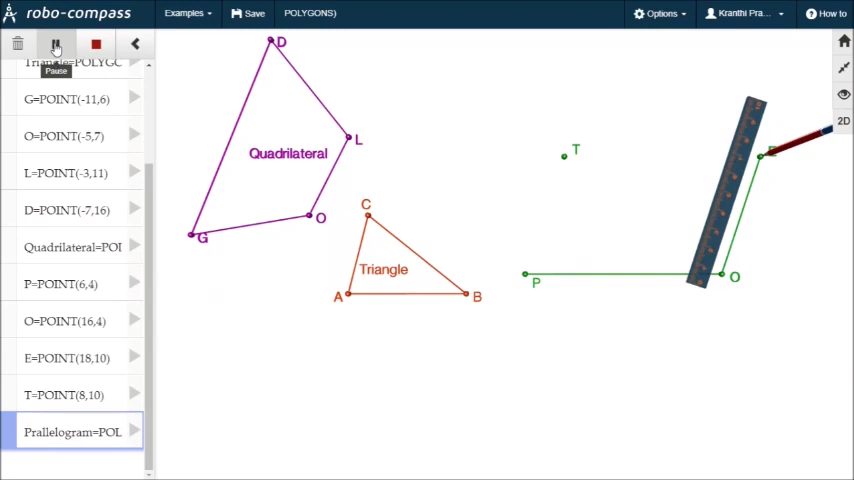 robo-compass
Examples
Save
POLYGONS)
Options
Kranthi Pra...
How to
Pause
Triangle=POLYGC
G=POINT(-11,6)
O=POINT(-5,7)
L=POINT(-3,11)
D=POINT(-7,16)
Quadrilateral=POI
P=POINT(6,4)
O=POINT(16,4)
E=POINT(18,10)
T=POINT(8,10)
Prallelogram=POL
2D
D
L
Quadrilateral
O
G
C
Triangle
A
B
T
E
P
O